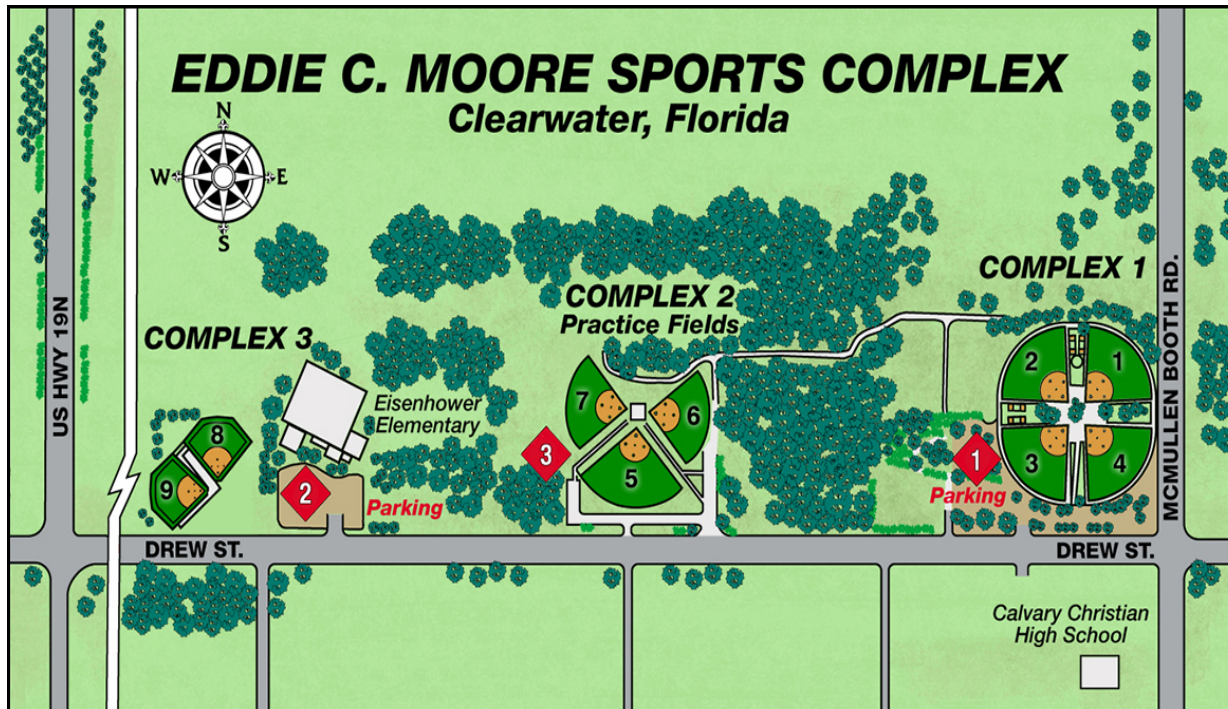 EDDIE C. MOORE SPORTS COMPLEX
Clearwater, Florida
N
W
E
S
COMPLEX 1
COMPLEX 2
Practice Fields
COMPLEX 3
US HWY 19N
MCMULLEN BOOTH RD.
Eisenhower
Elementary
2
1
7
6
8
3
5
1
3
4
9
2
Parking
Parking
DREW ST.
DREW ST.
Calvary Christian
High School